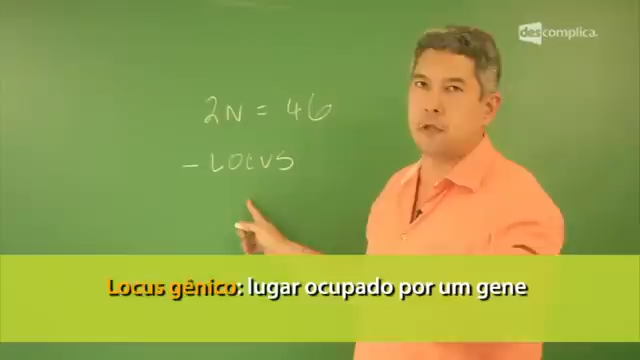 descomplica.
2N = 46
- LOCUS
Locus gênico: lugar ocupado por um gene